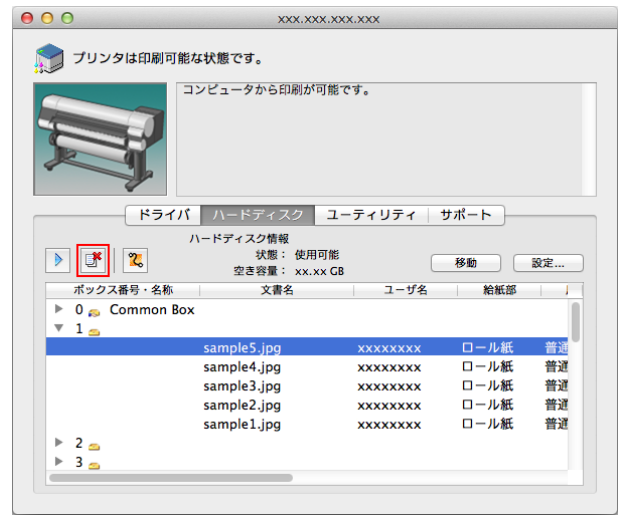 xxx.xxx.xxx.xxx
プリンタは印刷可能な状態です。
コンピュータから印刷が可能です。
ドライバ ハードディスク ユーティリティ サポート
ハードディスク情報
状態： 使用可能
空き容量： xx.xx GB
移動 設定...
ボックス番号・名称 文書名 ユーザ名 給紙部
0 Common Box
1
sample5.jpg xxxxxxxx ロール紙 普通
sample4.jpg xxxxxxxx ロール紙 普通
sample3.jpg xxxxxxxx ロール紙 普通
sample2.jpg xxxxxxxx ロール紙 普通
sample1.jpg xxxxxxxx ロール紙 普通
2
3